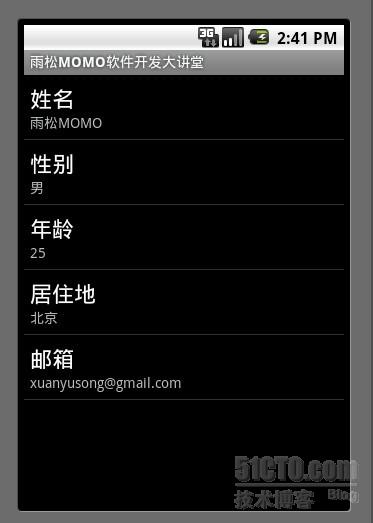 3G 2:41 PM
雨松MOMO软件开发大讲堂
姓名
雨松MOMO
性别
男
年龄
25
居住地
北京
邮箱
xuanyusong@gmail.com
51CTO.com
技术博客 Blog